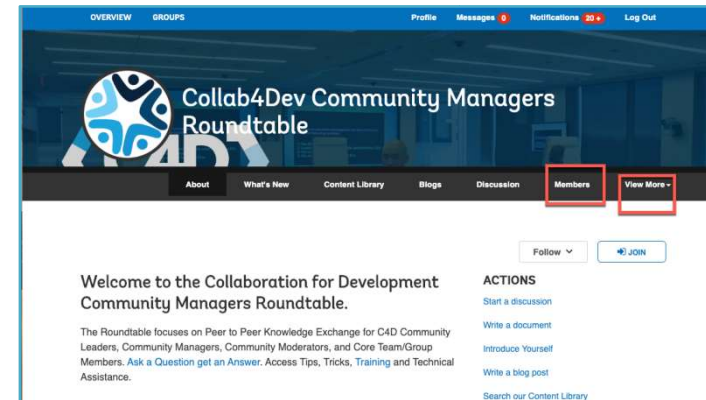 OVERVIEW GROUPS Profile Messages 0 Notifications 20 + Log Out
Collab4Dev Community Managers
Roundtable
C4D
About What's New Content Library Blogs Discussion Members View More
Follow JOIN
Welcome to the Collaboration for Development
Community Managers Roundtable.
The Roundtable focuses on Peer to Peer Knowledge Exchange for C4D Community
Leaders, Community Managers, Community Moderators, and Core Team/Group
Members. Ask a Question get an Answer. Access Tips, Tricks, Training and Technical
Assistance.
ACTIONS
Start a discussion
Write a document
Introduce Yourself
Write a blog post
Search our Content Library